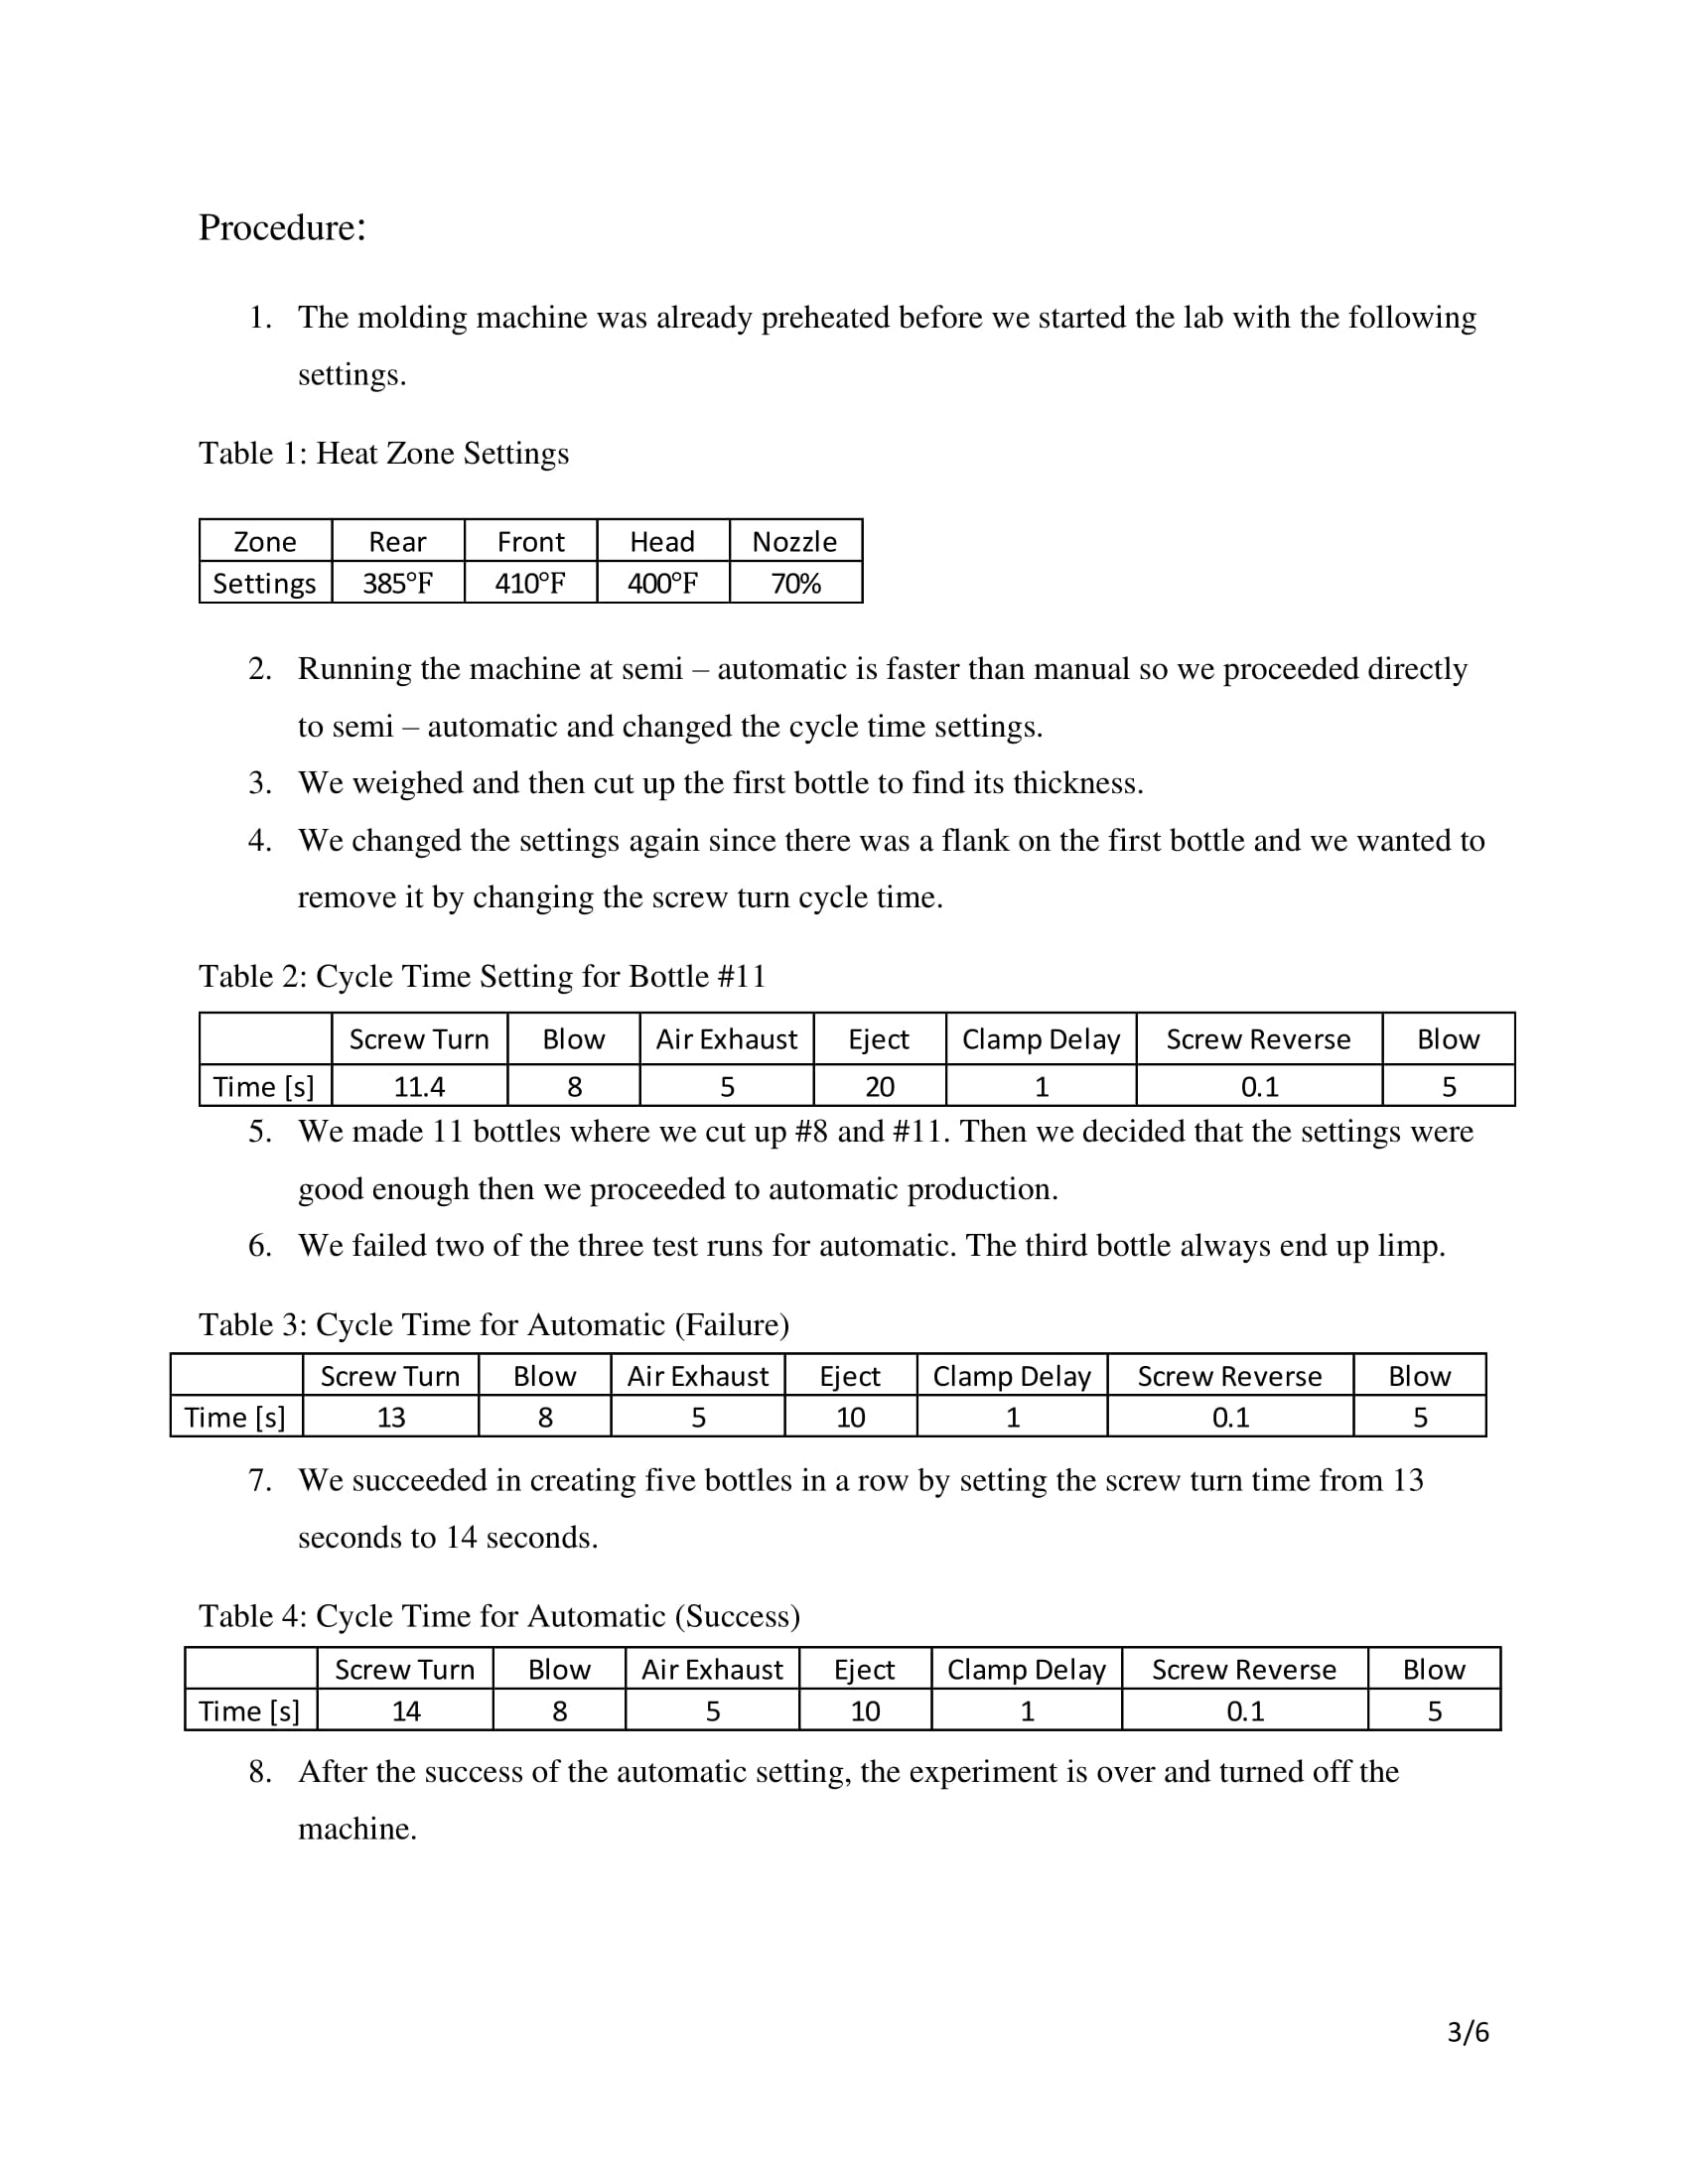 Procedure:
1. The molding machine was already preheated before we started the lab with the following
settings.
Table 1: Heat Zone Settings
Zone Rear Front Head Nozzle
Settings 385°F 410°F 400°F 70%
2. Running the machine at semi – automatic is faster than manual so we proceeded directly
to semi – automatic and changed the cycle time settings.
3. We weighed and then cut up the first bottle to find its thickness.
4. We changed the settings again since there was a flank on the first bottle and we wanted to
remove it by changing the screw turn cycle time.
Table 2: Cycle Time Setting for Bottle #11
Screw Turn Blow Air Exhaust Eject Clamp Delay Screw Reverse Blow
Time [s] 11.4 8 5 20 1 0.1 5
5. We made 11 bottles where we cut up #8 and #11. Then we decided that the settings were
good enough then we proceeded to automatic production.
6. We failed two of the three test runs for automatic. The third bottle always end up limp.
Table 3: Cycle Time for Automatic (Failure)
Screw Turn Blow Air Exhaust Eject Clamp Delay Screw Reverse Blow
Time [s] 13 8 5 10 1 0.1 5
7. We succeeded in creating five bottles in a row by setting the screw turn time from 13
seconds to 14 seconds.
Table 4: Cycle Time for Automatic (Success)
Screw Turn Blow Air Exhaust Eject Clamp Delay Screw Reverse Blow
Time [s] 14 8 5 10 1 0.1 5
8. After the success of the automatic setting, the experiment is over and turned off the
machine.
3/6